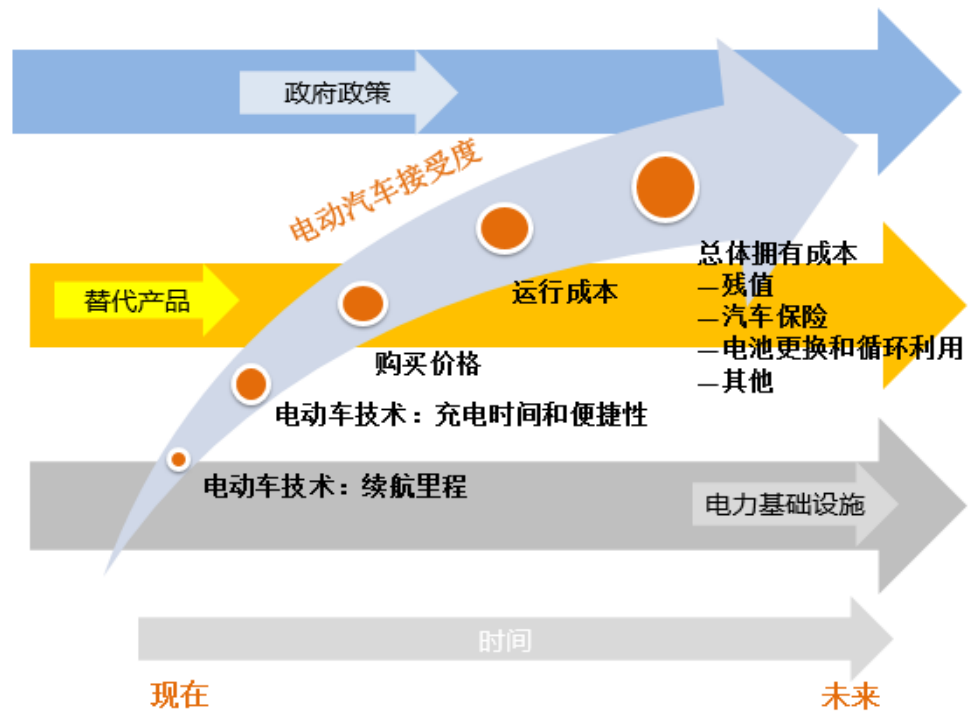 政府政策
电动汽车接受度
总体拥有成本
—残值
—汽车保险
—电池更换和循环利用
—其他
运行成本
替代产品
购买价格
电动车技术：充电时间和便捷性
电动车技术：续航里程
电力基础设施
时间
现在
未来